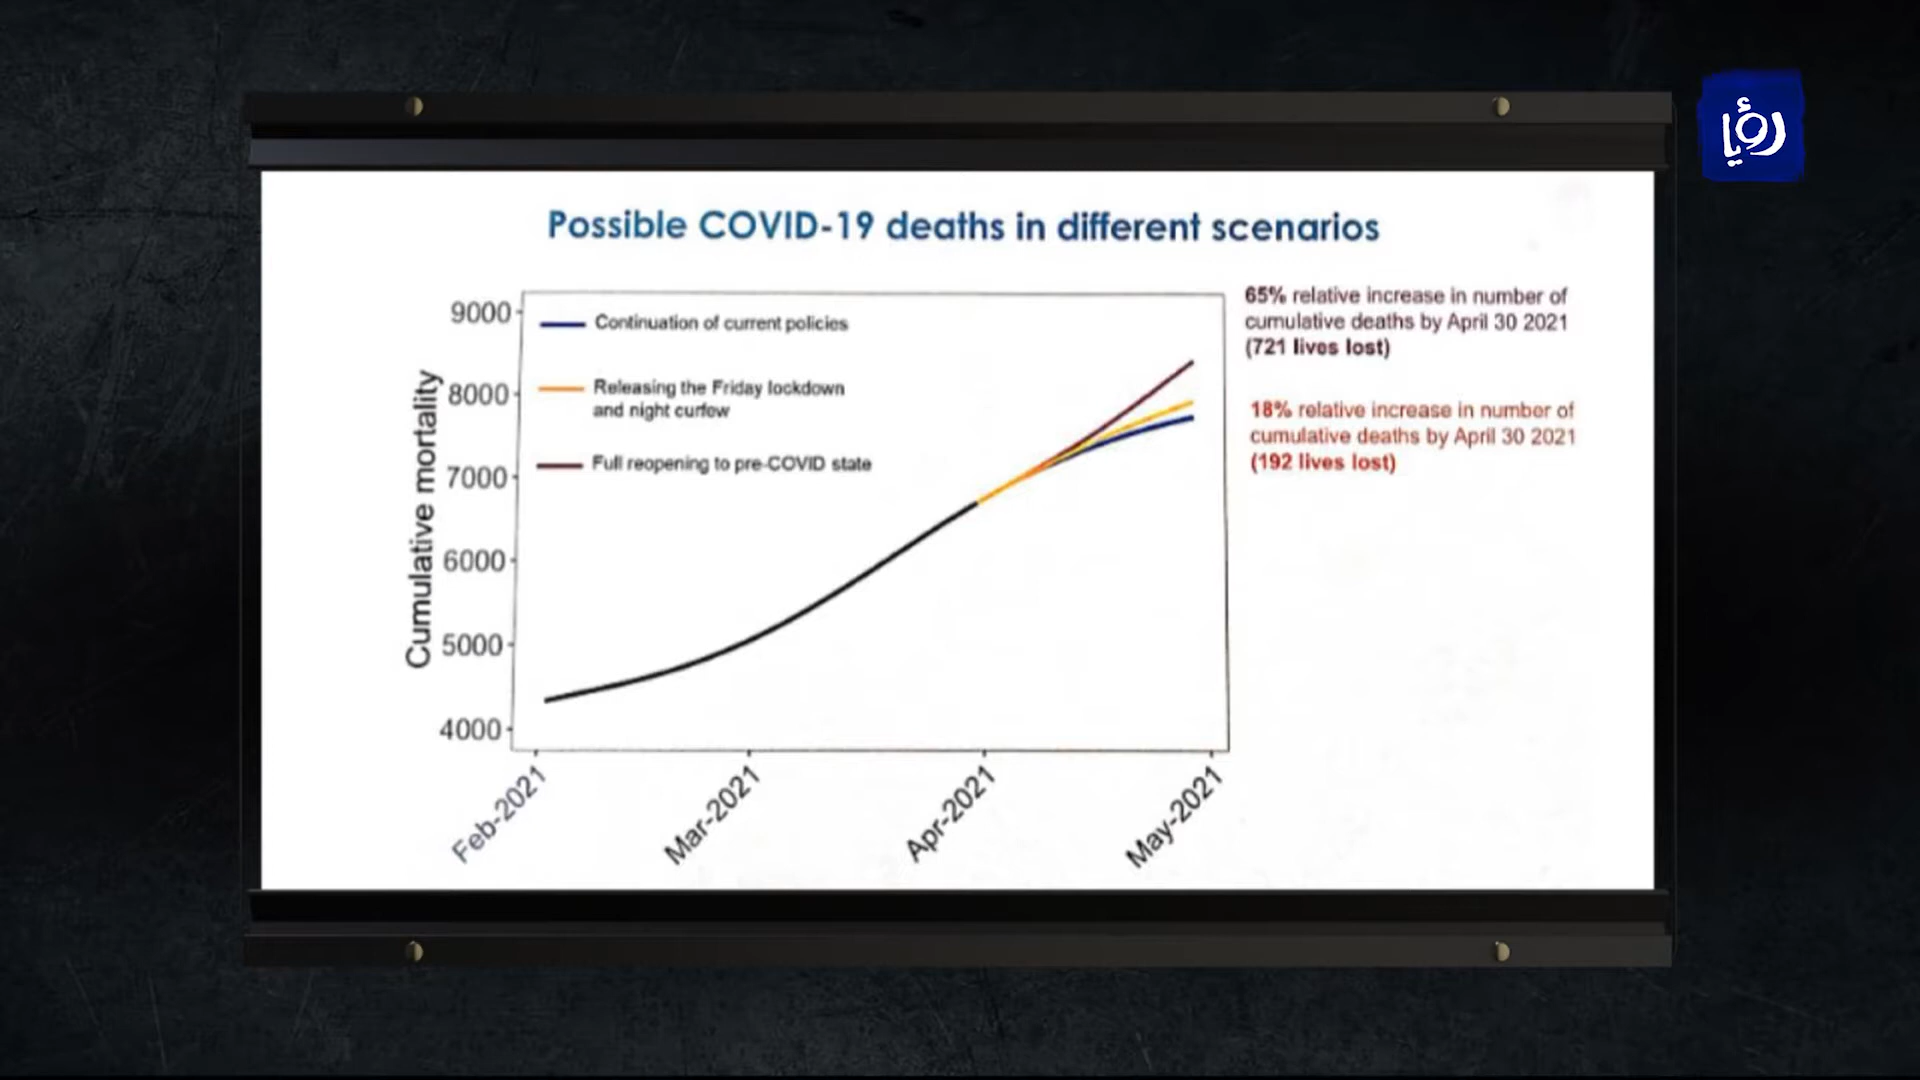 رؤيا
Possible COVID-19 deaths in different scenarios
9000
8000
7000
6000
5000
4000
Cumulative mortality
Continuation of current policies
Releasing the Friday lockdown
and night curfew
Full reopening to pre-COVID state
Feb-2021
Mar-2021
Apr-2021
May-2021
65% relative increase in number of
cumulative deaths by April 30 2021
(721 lives lost)
18% relative increase in number of
cumulative deaths by April 30 2021
(192 lives lost)